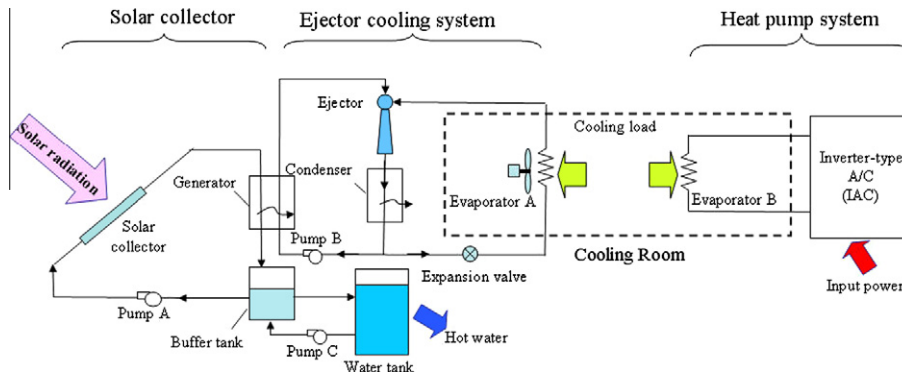 Solar collector
Ejector cooling system
Heat pump system
Solar radiation
Ejector
Cooling load
Generator
Condenser
Inverter-type
A/C
(IAC)
Evaporator A
Evaporator B
Solar
collector
Pump B
Cooling Room
Expansion valve
Input power
Pump A
Buffer tank
Pump C
Hot water
Water tank